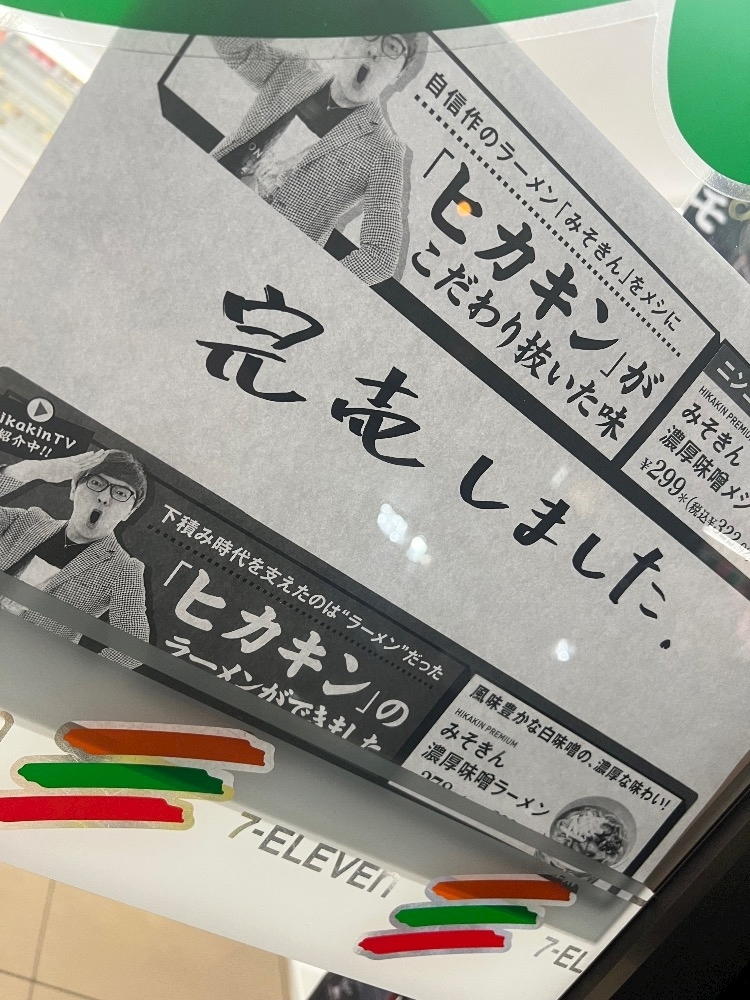 自信作のラーメン「みそきん」をメシに
「ヒカキン」が
こだわり抜いた味
HIKAKIN PREMIUM
みそきん
濃厚味噌メシ
¥299*
完売しました.
紹介中!!
下積み時代を支えたのは“ラーメン”だった
「ヒカキン」の
ラーメンができました
風味豊かな白味噌の、濃厚な味わい!
HIKAKIN PREMIUM
みそきん
濃厚味噌ラーメン
7-ELEVEn
7-EL